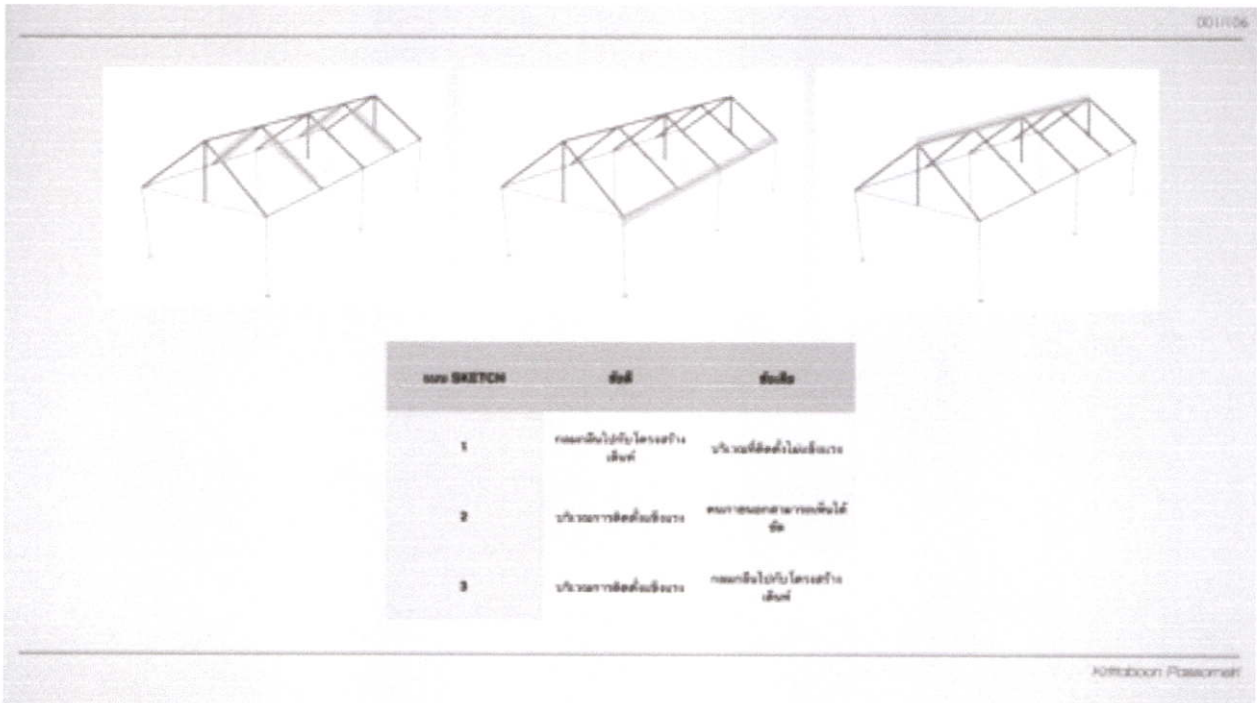 แบบ SKETCH ข้อดี ข้อเสีย
1 กลมกลืนไปกับโครงสร้างเต็นท์ บริเวณที่ติดตั้งไม่แข็งแรง
2 บริเวณการติดตั้งแข็งแรง คนภายนอกสามารถเห็นได้ชัด
3 บริเวณการติดตั้งแข็งแรง กลมกลืนไปกับโครงสร้างเต็นท์